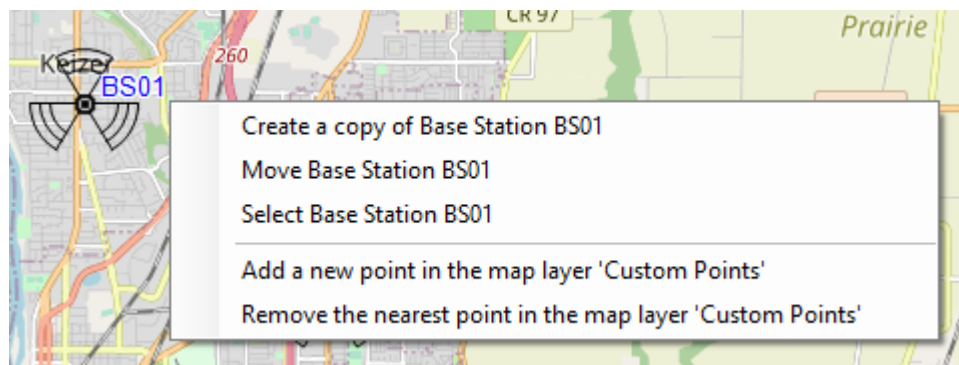 CR 97
Prairie
260
Keizer
BS01
Create a copy of Base Station BS01
Move Base Station BS01
Select Base Station BS01
Add a new point in the map layer 'Custom Points'
Remove the nearest point in the map layer 'Custom Points'